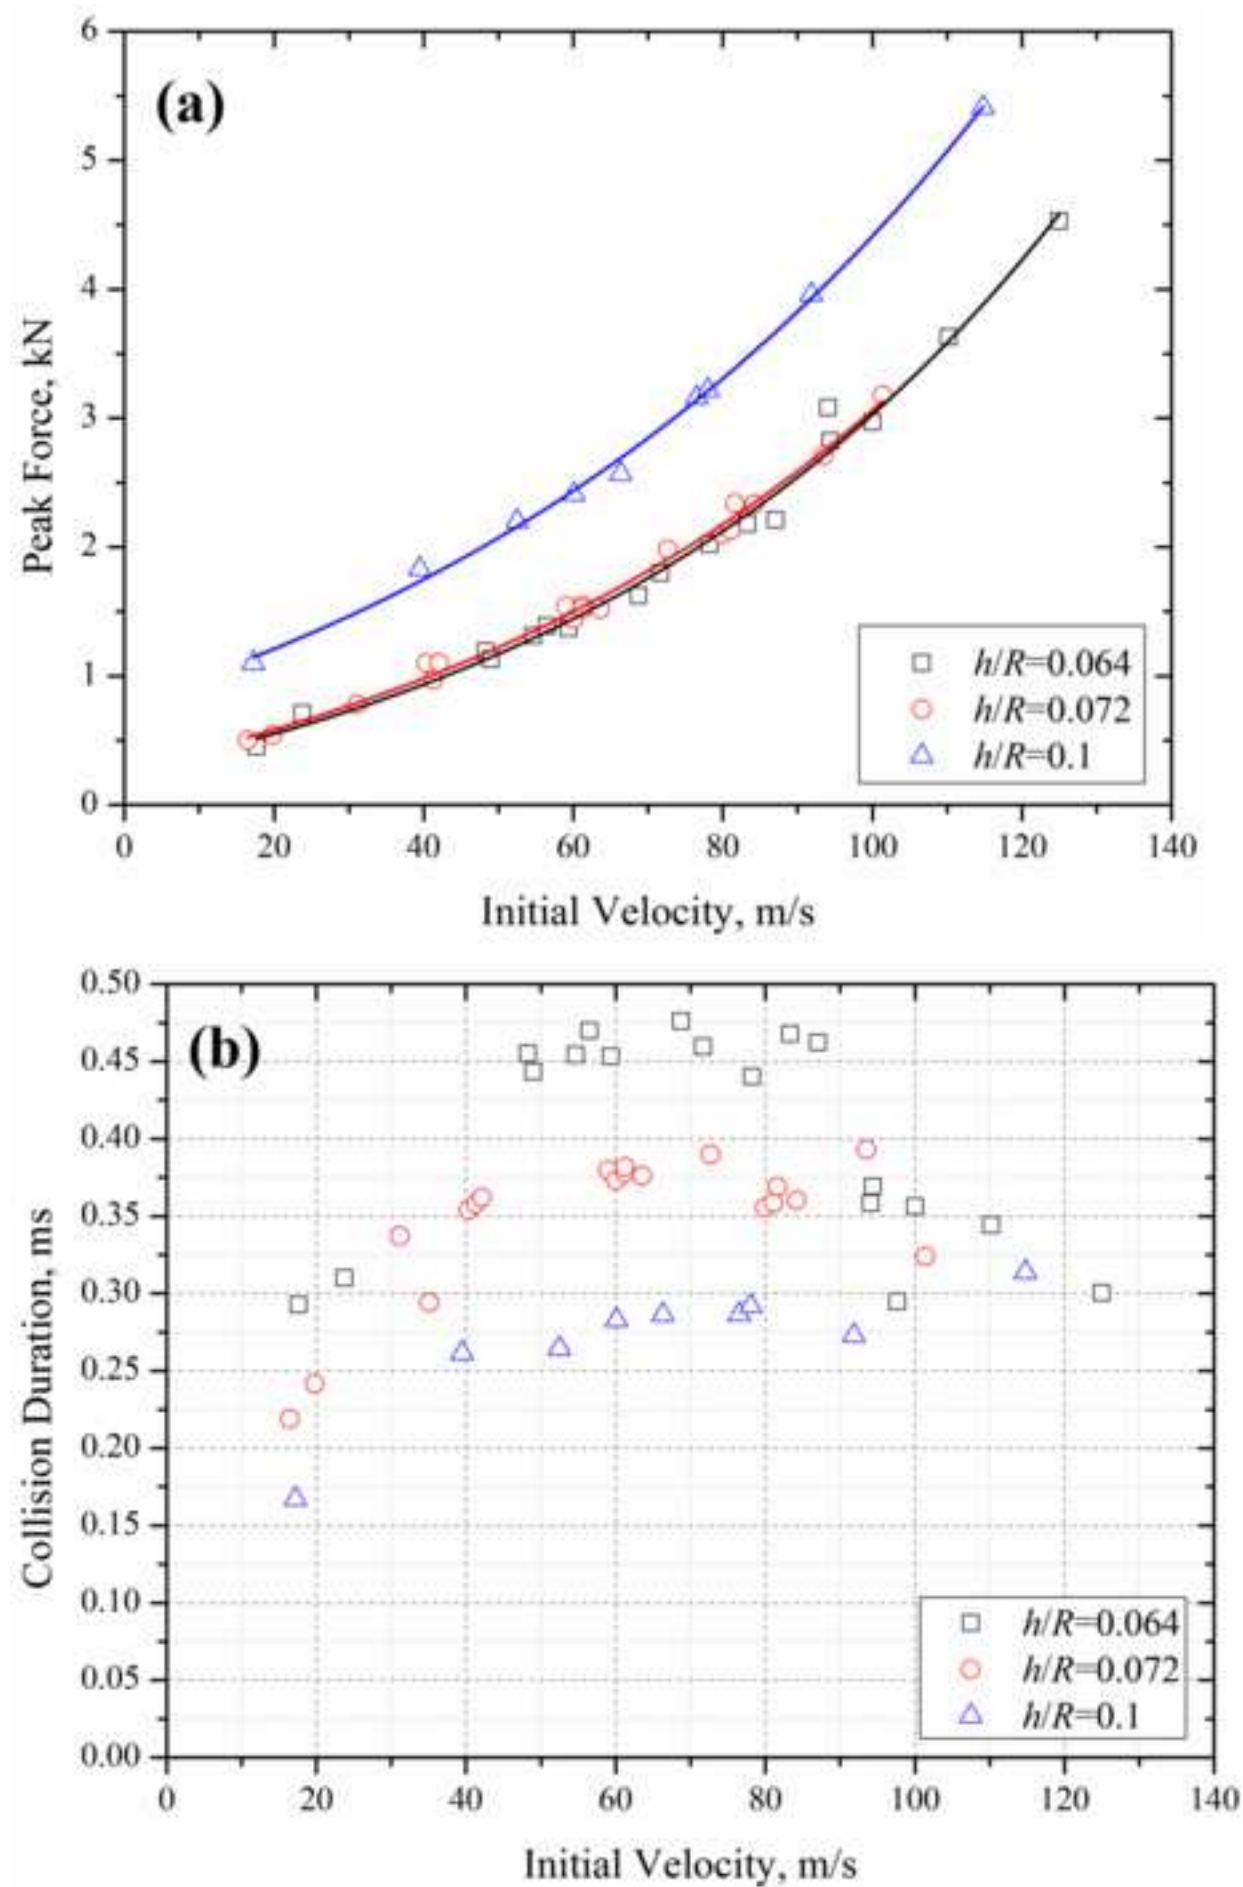 6
(a)
5
4
3
2
1
0
Peak Force, kN
h/R=0.064
h/R=0.072
h/R=0.1
0 20 40 60 80 100 120 140
Initial Velocity, m/s
0.50
(b)
0.45
0.40
0.35
0.30
0.25
0.20
0.15
0.10
0.05
0.00
Collision Duration, ms
h/R=0.064
h/R=0.072
h/R=0.1
0 20 40 60 80 100 120 140
Initial Velocity, m/s